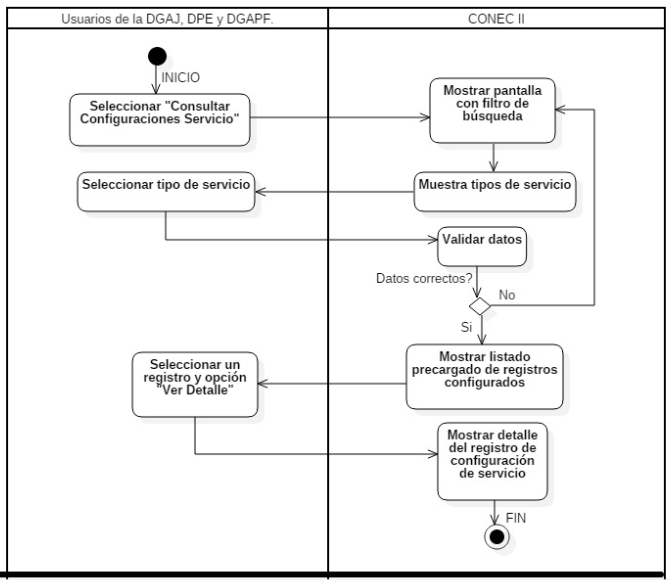 Usuarios de la DGAJ, DPE y DGAPF.
CONEC II
INICIO
Seleccionar "Consultar
Configuraciones Servicio"
Mostrar pantalla
con filtro de
búsqueda
Seleccionar tipo de servicio
Muestra tipos de servicio
Validar datos
Datos correctos?
No
Si
Seleccionar un
registro y opción
"Ver Detalle"
Mostrar listado
precargado de registros
configurados
Mostrar detalle
del registro de
configuración
de servicio
FIN